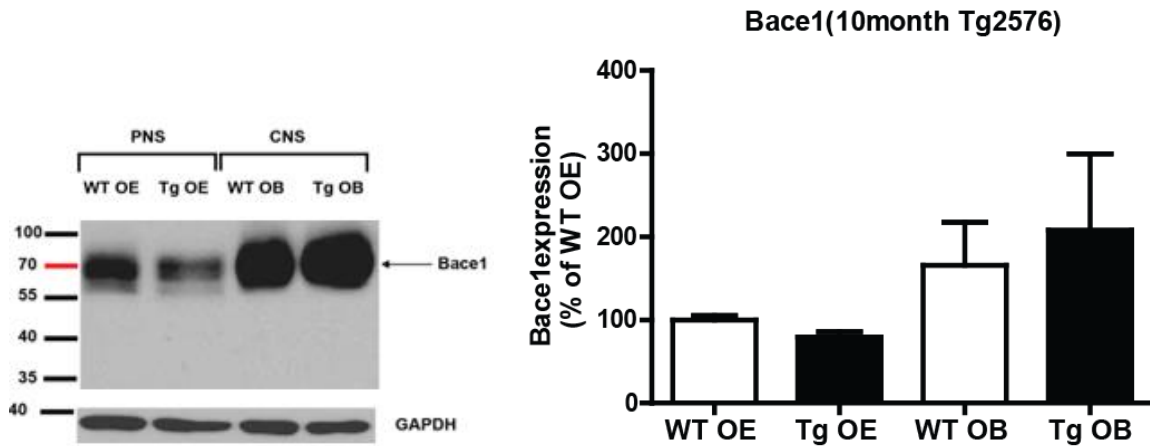 PNS CNS
WT OE Tg OE WT OB Tg OB
100
70
55
40
35
Bace1
40
GAPDH
Bace1(10month Tg2576)
Bace1expression
(% of WT OE)
400
300
200
100
0
WT OE Tg OE WT OB Tg OB